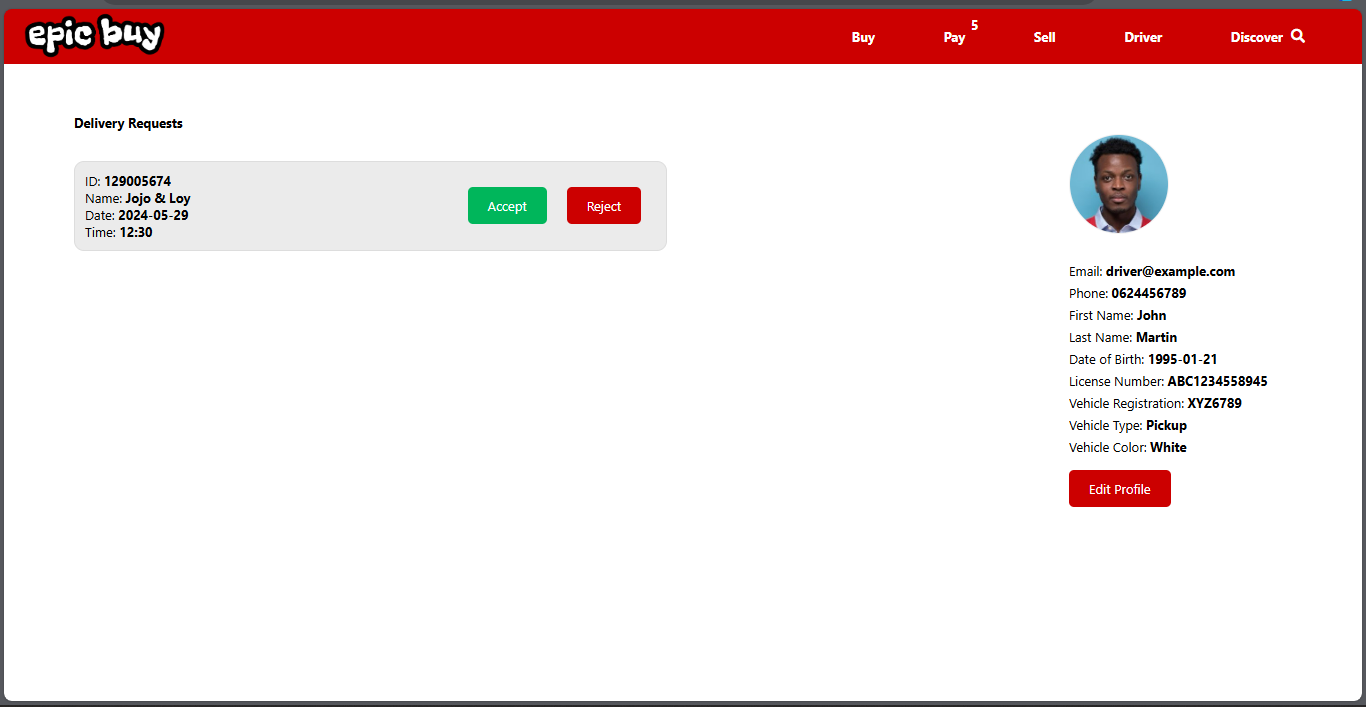 epic buy
Buy
Pay 5
Sell
Driver
Discover
Delivery Requests
ID: 129005674
Name: Jojo & Loy
Date: 2024-05-29
Time: 12:30
Accept
Reject
Email: driver@example.com
Phone: 0624456789
First Name: John
Last Name: Martin
Date of Birth: 1995-01-21
License Number: ABC1234558945
Vehicle Registration: XYZ6789
Vehicle Type: Pickup
Vehicle Color: White
Edit Profile